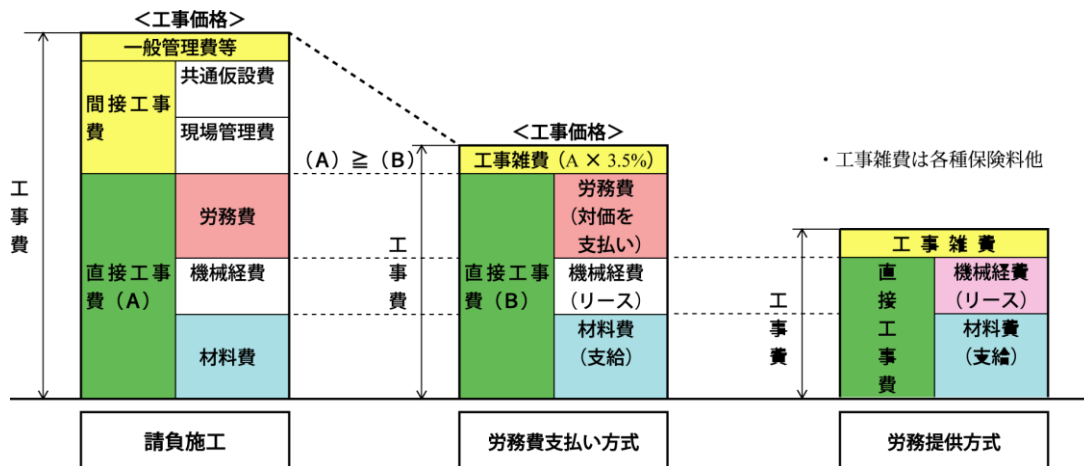 <工事価格>
一般管理費等
間接工事
費
共通仮設費
現場管理費
直接工事
費(A)
労務費
機械経費
材料費
工
事
費
請負施工
(A)≧(B)
<工事価格>
工事雑費(A × 3.5%)
直接工事
費(B)
労務費
(対価を
支払い)
機械経費
(リース)
材料費
(支給)
工
事
費
労務費支払い方式
・工事雑費は各種保険料他
工 事 雑 費
直
接
工
事
費
機械経費
(リース)
材料費
(支給)
工
事
費
労務提供方式